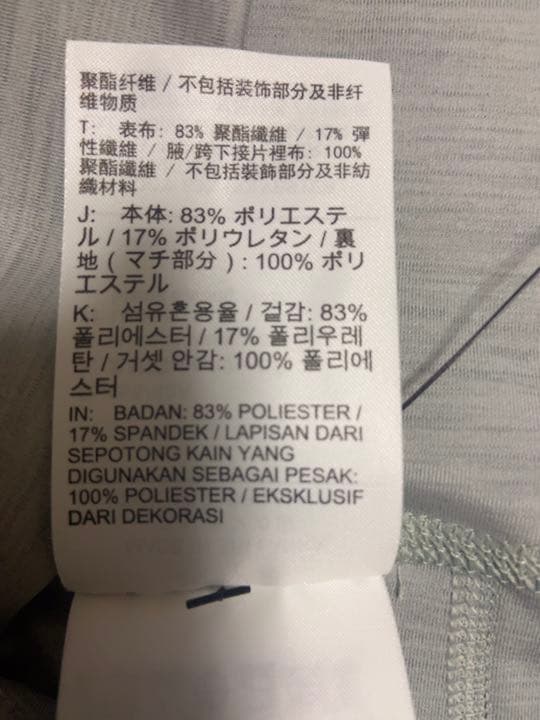 聚酯纤维 / 不包括装饰部分及非纤
维物质
T: 表布: 83% 聚酯纖維 / 17% 彈
性纖維 / 腋/跨下接片裡布: 100%
聚酯纖維 / 不包括裝飾部分及非紡
織材料
J: 本体: 83% ポリエステ
ル / 17% ポリウレタン / 裏
地 ( マチ部分 ) : 100% ポリ
エステル
K: 섬유혼용율 / 겉감: 83%
폴리에스터 / 17% 폴리우레
탄 / 거셋 안감: 100% 폴리에
스터
IN: BADAN: 83% POLIESTER /
17% SPANDEK / LAPISAN DARI
SEPOTONG KAIN YANG
DIGUNAKAN SEBAGAI PESAK:
100% POLIESTER / EKSKLUSIF
DARI DEKORASI